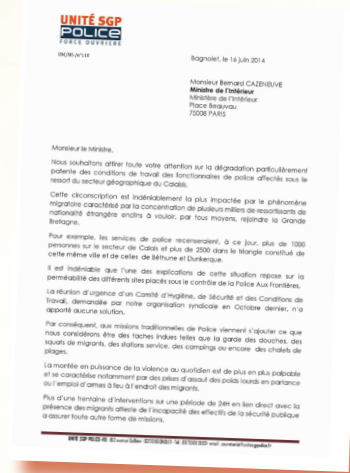 UNITÉ SGP
POLICE
FORCE OUVRIÈRE
Bagnolet, le 16 juin 2014
Monsieur Bernard CAZENEUVE
Ministre de l'Intérieur
Ministère de l'Intérieur
Place Beauvau
75008 PARIS
Monsieur le Ministre,
Nous souhaitons attirer toute votre attention sur la dégradation particulièrement
patente des conditions de travail des fonctionnaires de police affectés sous le
ressort du secteur géographique du Calaisis.
Cette circonscription est indéniablement la plus impactée par le phénomène
migratoire caractérisé par la concentration de plusieurs milliers de ressortissants de
nationalité étrangère enclins à vouloir, par tous moyens, rejoindre la Grande
Bretagne.
Pour exemple, les services de police recenseraient, à ce jour, plus de 1000
personnes sur le secteur de Calais et plus de 2500 dans le triangle constitué de
cette même ville et de celles de Béthune et Dunkerque.
Il est indéniable que l'une des explications de cette situation repose sur la
perméabilité des différents sites placés sous le contrôle de la Police Aux Frontières.
La réunion d'urgence d'un Comité d'Hygiène, de Sécurité et des Conditions de
Travail, demandée par notre organisation syndicale en Octobre dernier, n'a
apporté aucune solution.
Par conséquent, aux missions traditionnelles de Police viennent s'ajouter ce que
nous considérons être des taches indues telles que la garde des douches, des
squats de migrants, des stations service, des campings ou encore des chalets de
plages.
La montée en puissance de la violence au quotidien est de plus en plus palpable
et se caractérise notamment par des prises d'assaut des poids lourds en partance
ou l'emploi d'armes à feu à l'endroit des migrants.
Plus d'une trentaine d'interventions sur une période de 24H en lien direct avec la
présence des migrants atteste de l'incapacité des effectifs de la sécurité publique
à assurer toute autre forme de missions.
UNITÉ SGP POLICE-FO